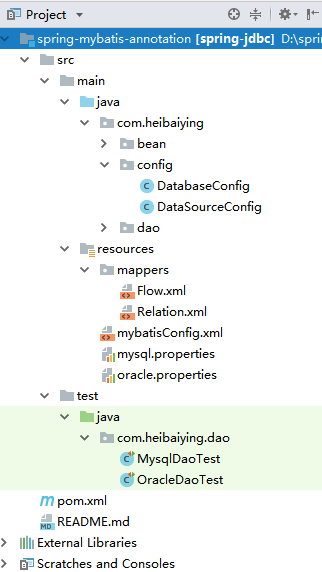 Project
spring-mybatis-annotation [spring-jdbc] D:\sprin
src
main
java
com.heibaiying
bean
config
DatabaseConfig
DataSourceConfig
dao
resources
mappers
Flow.xml
Relation.xml
mybatisConfig.xml
mysql.properties
oracle.properties
test
java
com.heibaiying.dao
MysqlDaoTest
OracleDaoTest
pom.xml
README.md
External Libraries
Scratches and Consoles